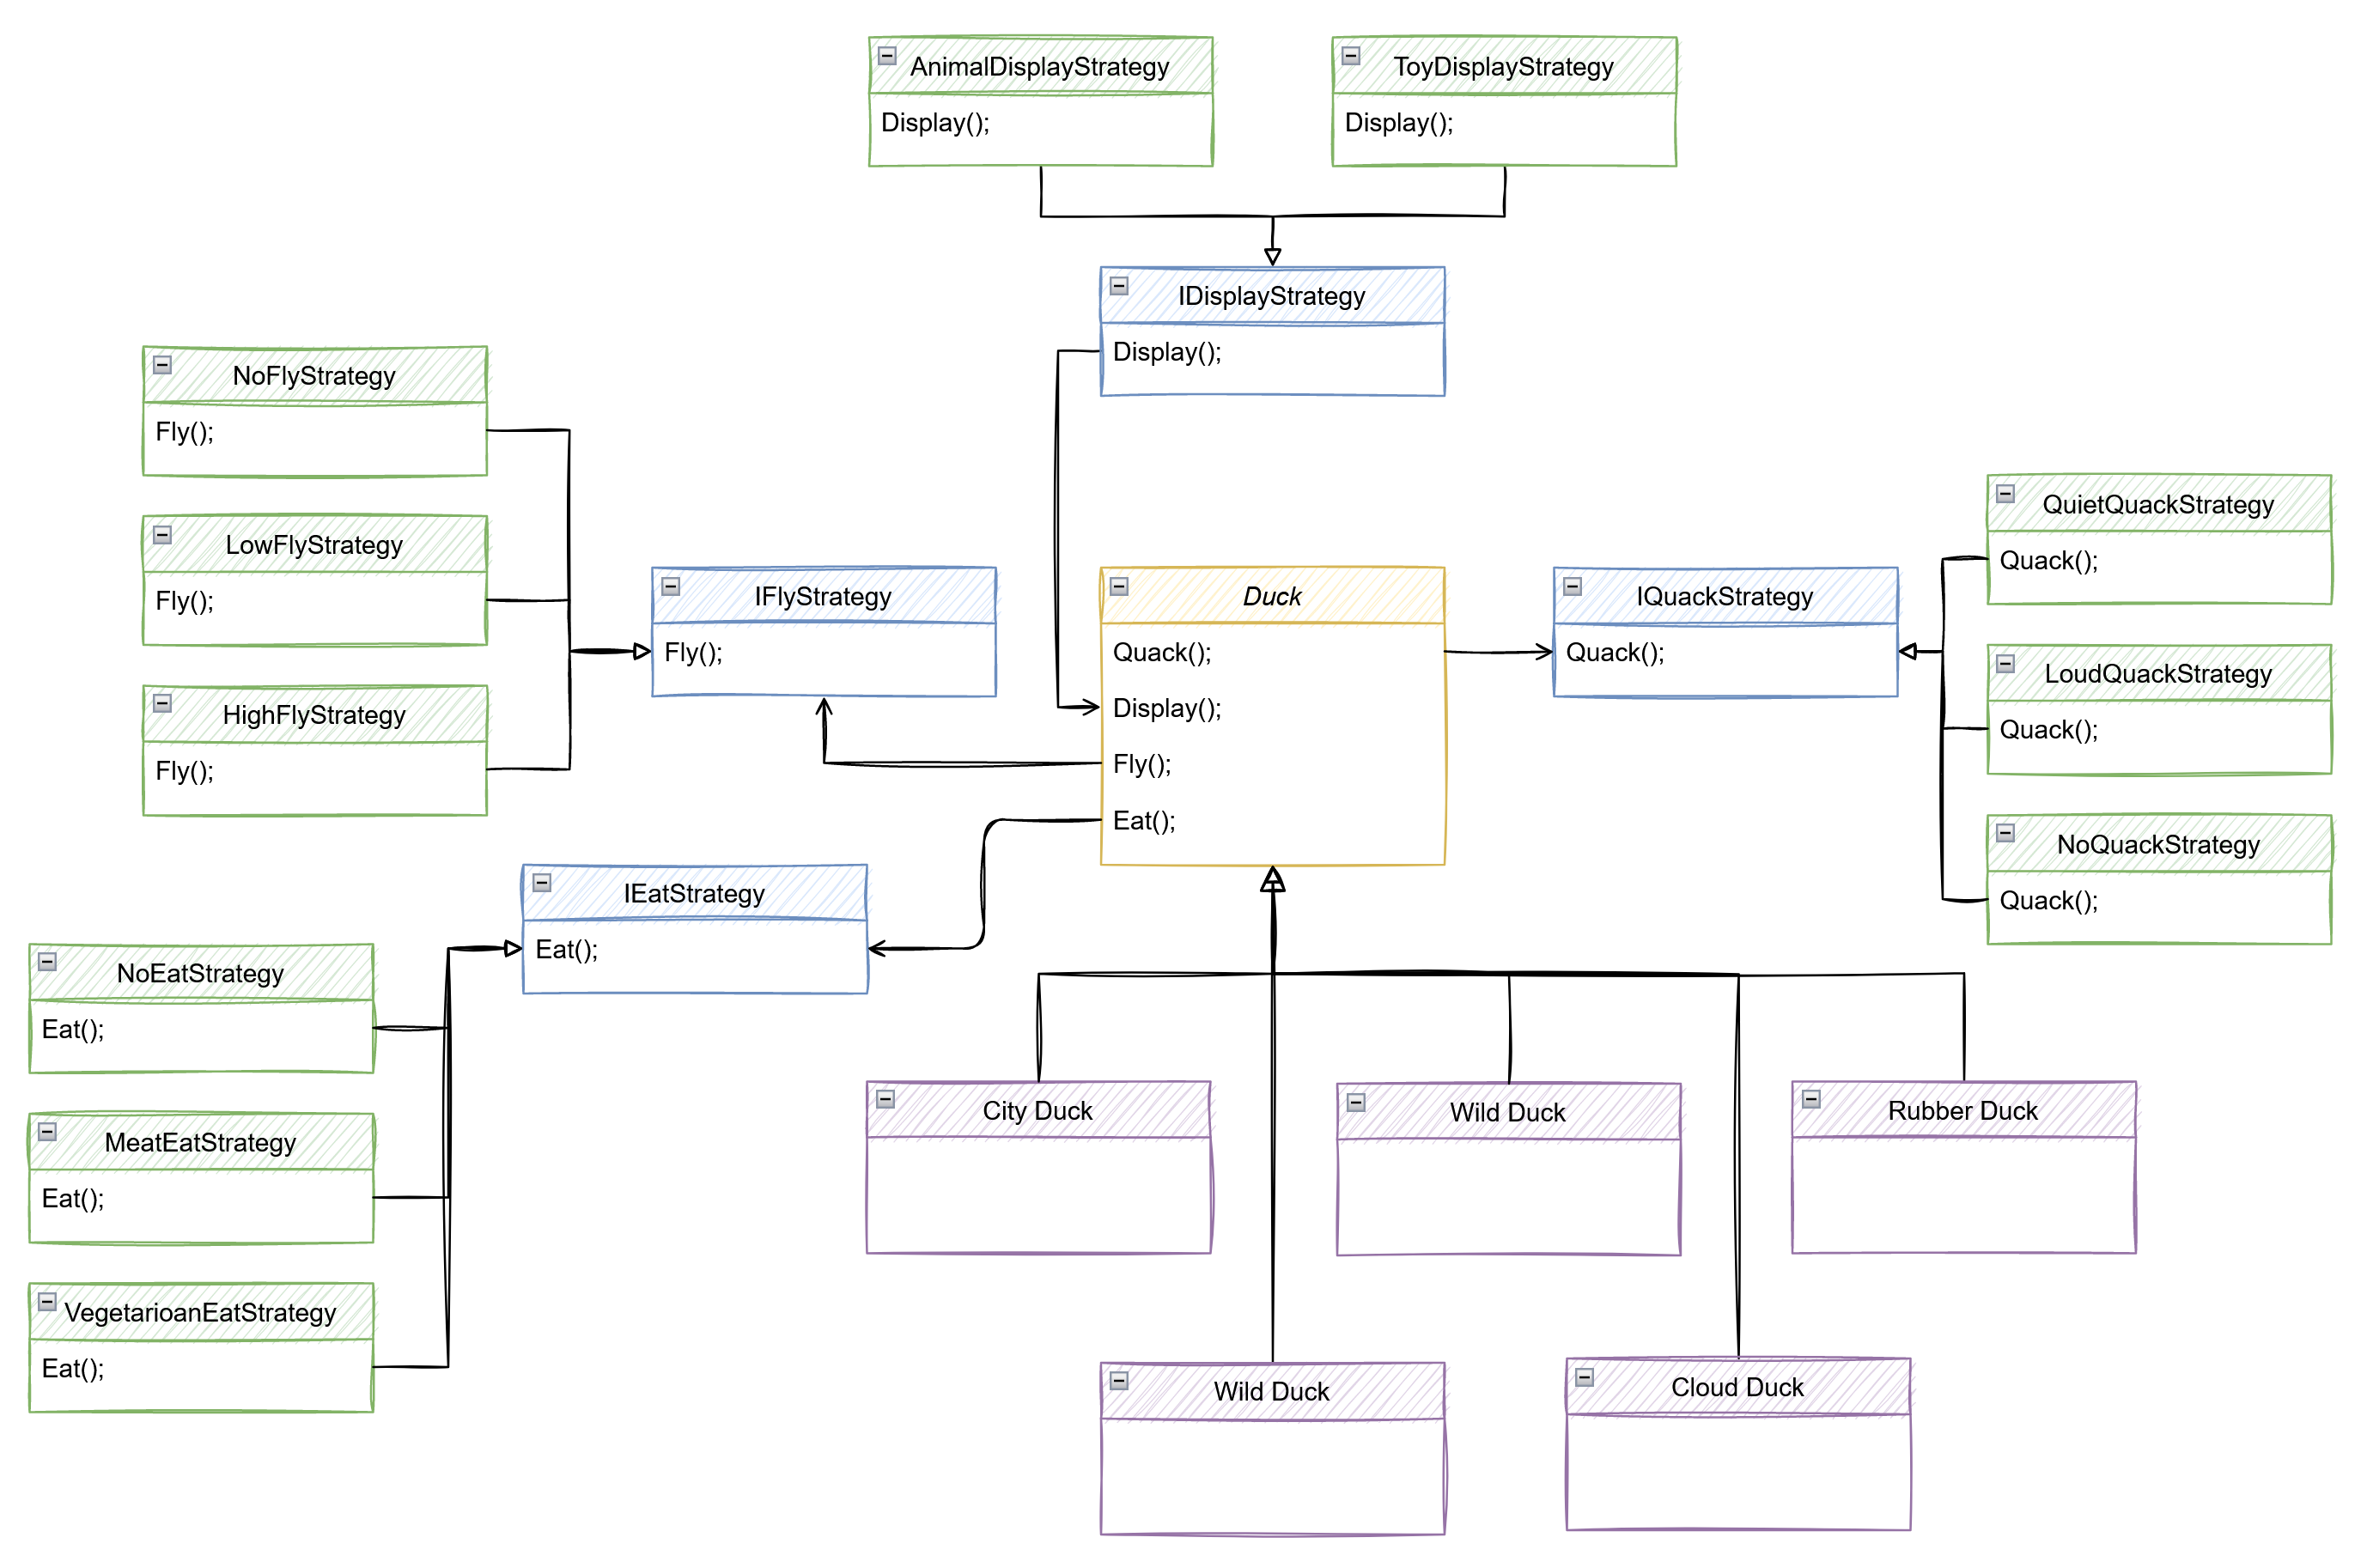 AnimalDisplayStrategy
Display();
ToyDisplayStrategy
Display();
IDisplayStrategy
Display();
NoFlyStrategy
Fly();
LowFlyStrategy
Fly();
HighFlyStrategy
Fly();
IFlyStrategy
Fly();
Duck
Quack();
Display();
Fly();
Eat();
IQuackStrategy
Quack();
QuietQuackStrategy
Quack();
LoudQuackStrategy
Quack();
NoQuackStrategy
Quack();
IEatStrategy
Eat();
NoEatStrategy
Eat();
MeatEatStrategy
Eat();
VegetarioanEatStrategy
Eat();
City Duck
Wild Duck
Rubber Duck
Wild Duck
Cloud Duck